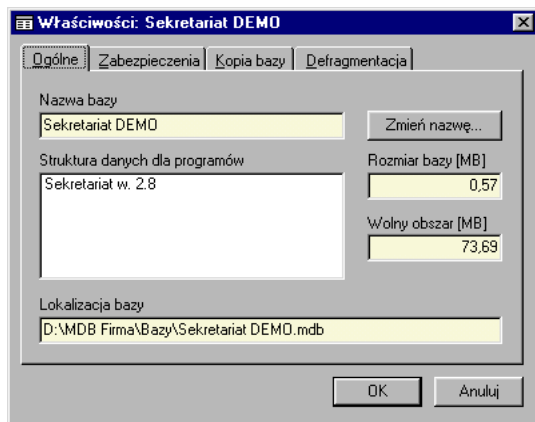 Właściwości: Sekretariat DEMO
Ogólne Zabezpieczenia Kopia bazy Defragmentacja
Nazwa bazy
Sekretariat DEMO
Zmień nazwę...
Struktura danych dla programów
Sekretariat w. 2.8
Rozmiar bazy [MB]
0,57
Wolny obszar [MB]
73,69
Lokalizacja bazy
D:\MDB Firma\Bazy\Sekretariat DEMO.mdb
OK Anuluj